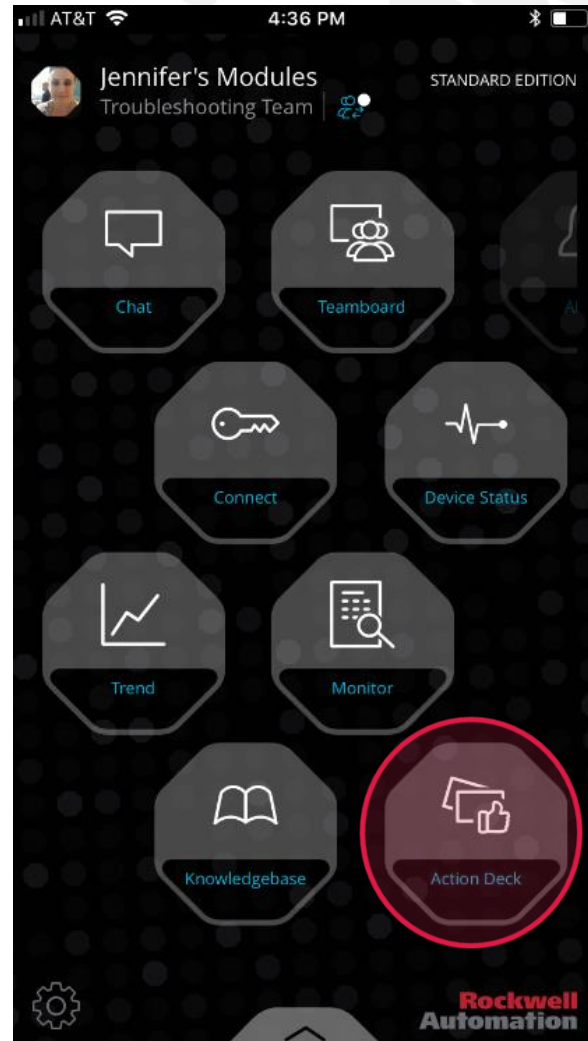 AT&T 4:36 PM
Jennifer's Modules STANDARD EDITION
Troubleshooting Team
Chat Teamboard
Connect Device Status
Trend Monitor
Knowledgebase Action Deck
Rockwell
Automation